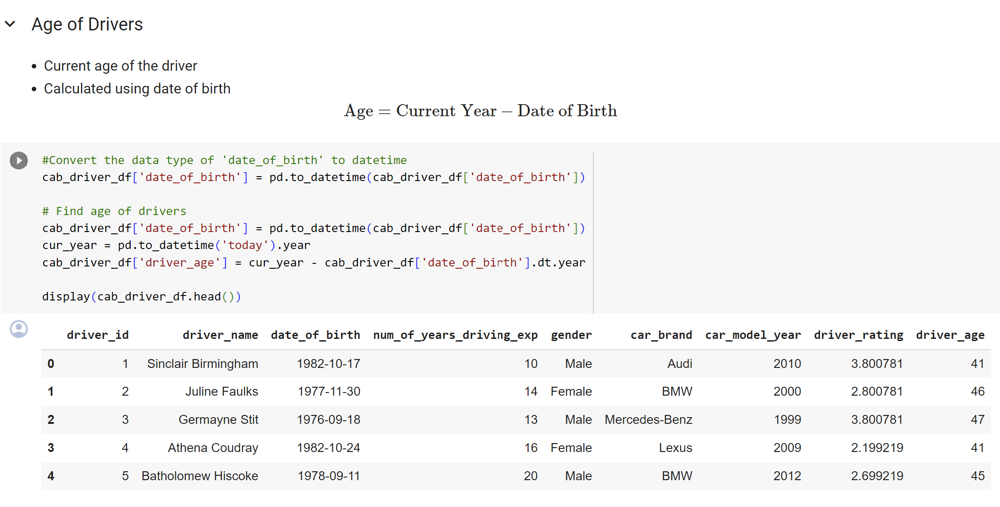 Age of Drivers
• Current age of the driver
• Calculated using date of birth
Age = Current Year − Date of Birth
#Convert the data type of 'date_of_birth' to datetime
cab_driver_df['date_of_birth'] = pd.to_datetime(cab_driver_df['date_of_birth'])
# Find age of drivers
cab_driver_df['date_of_birth'] = pd.to_datetime(cab_driver_df['date_of_birth'])
cur_year = pd.to_datetime('today').year
cab_driver_df['driver_age'] = cur_year - cab_driver_df['date_of_birth'].dt.year
display(cab_driver_df.head())
driver_id driver_name date_of_birth num_of_years_driving_exp gender car_brand car_model_year driver_rating driver_age
0 1 Sinclair Birmingham 1982-10-17 10 Male Audi 2010 3.800781 41
1 2 Juline Faulks 1977-11-30 14 Female BMW 2000 2.800781 46
2 3 Germayne Stit 1976-09-18 13 Male Mercedes-Benz 1999 3.800781 47
3 4 Athena Coudray 1982-10-24 16 Female Lexus 2009 2.199219 41
4 5 Batholomew Hiscoke 1978-09-11 20 Male BMW 2012 2.699219 45